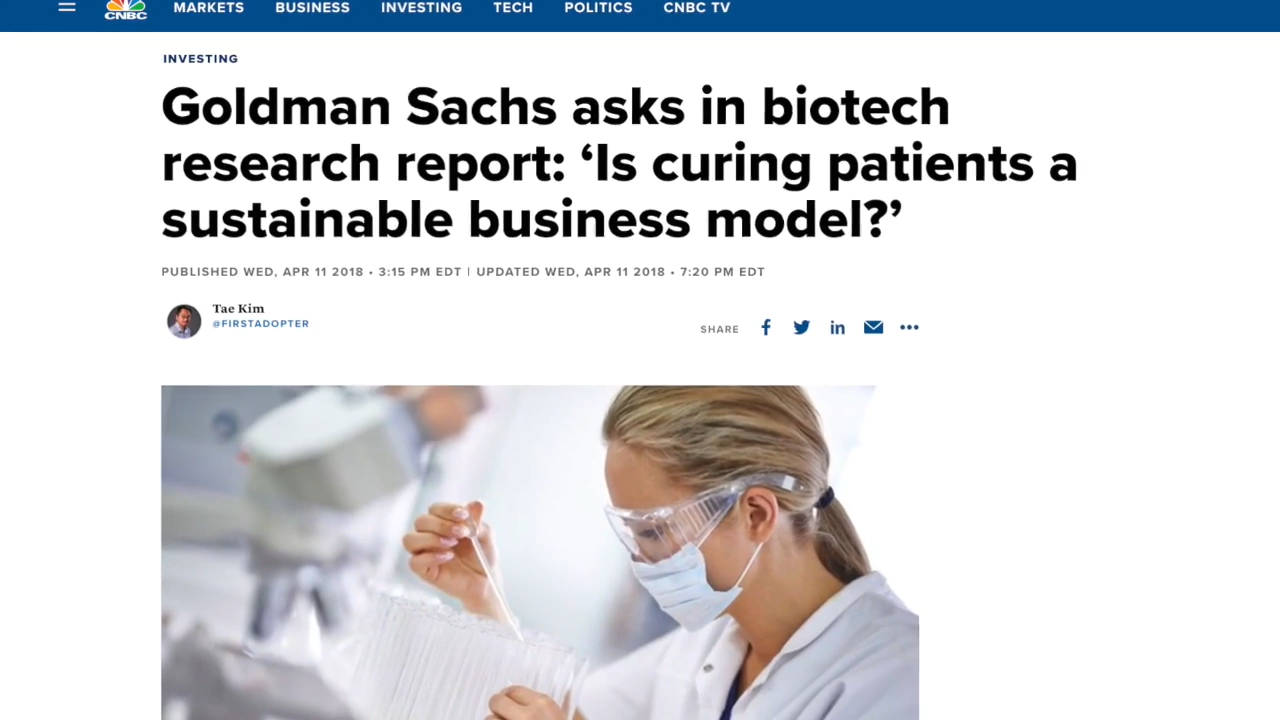 CNBC
MARKETS BUSINESS INVESTING TECH POLITICS CNBC TV
INVESTING
Goldman Sachs asks in biotech
research report: ‘Is curing patients a
sustainable business model?’
PUBLISHED WED, APR 11 2018 • 3:15 PM EDT | UPDATED WED, APR 11 2018 • 7:20 PM EDT
Tae Kim
@FIRSTADOPTER
SHARE